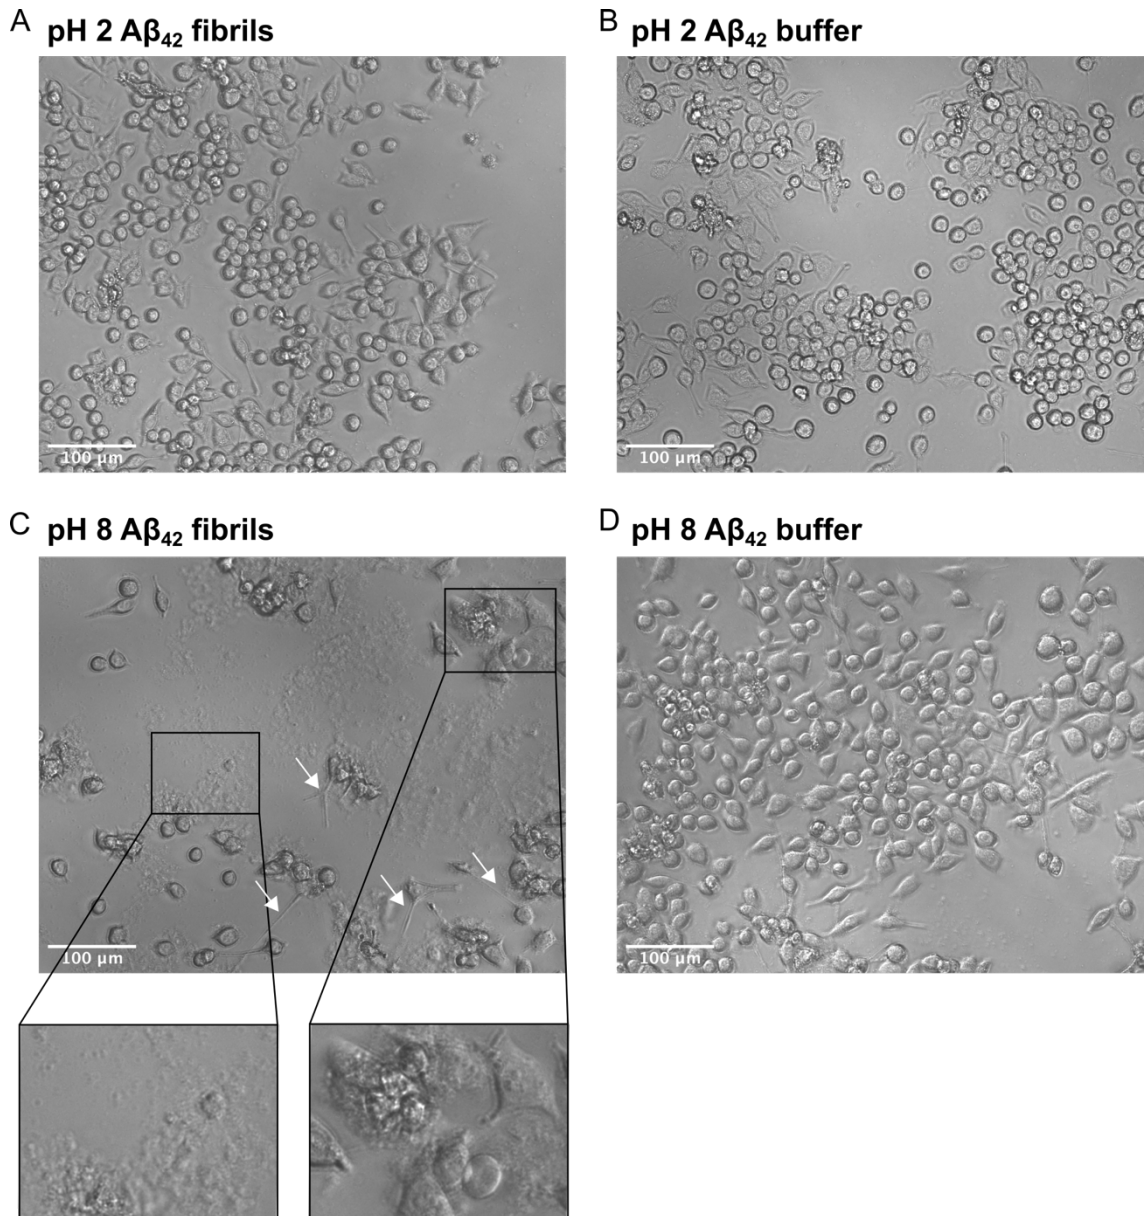 A pH 2 Aβ₄₂ fibrils
B pH 2 Aβ₄₂ buffer
100 µm
100 µm
C pH 8 Aβ₄₂ fibrils
D pH 8 Aβ₄₂ buffer
100 µm
100 µm